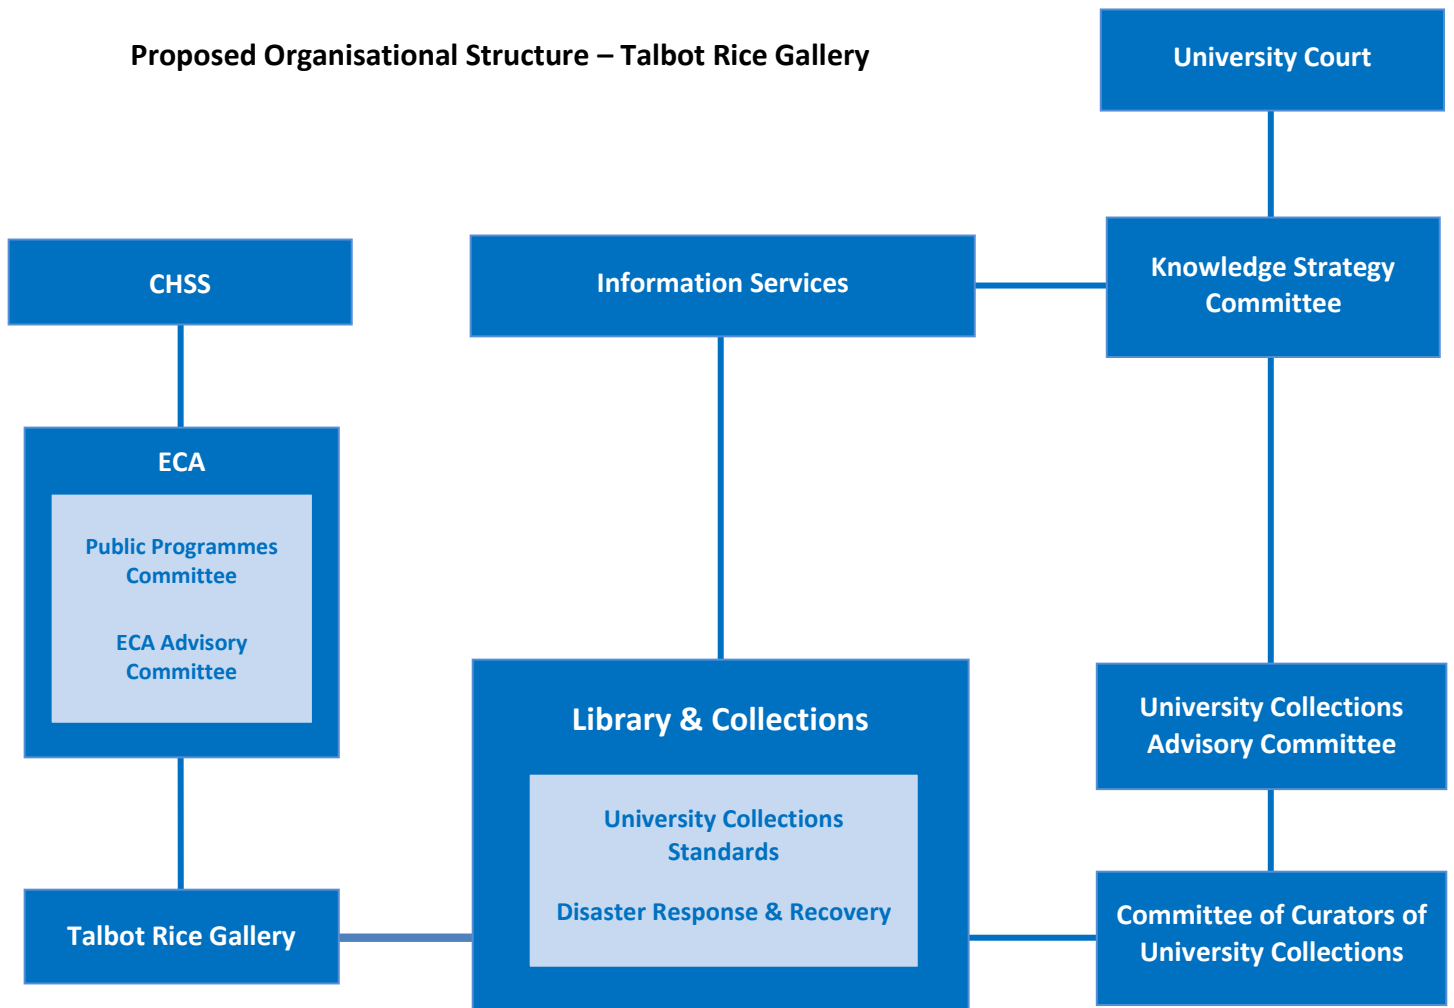 Proposed Organisational Structure – Talbot Rice Gallery
University Court
CHSS
Information Services
Knowledge Strategy
Committee
ECA
Public Programmes
Committee
ECA Advisory
Committee
Library & Collections
University Collections
Standards
Disaster Response & Recovery
University Collections
Advisory Committee
Talbot Rice Gallery
Committee of Curators of
University Collections